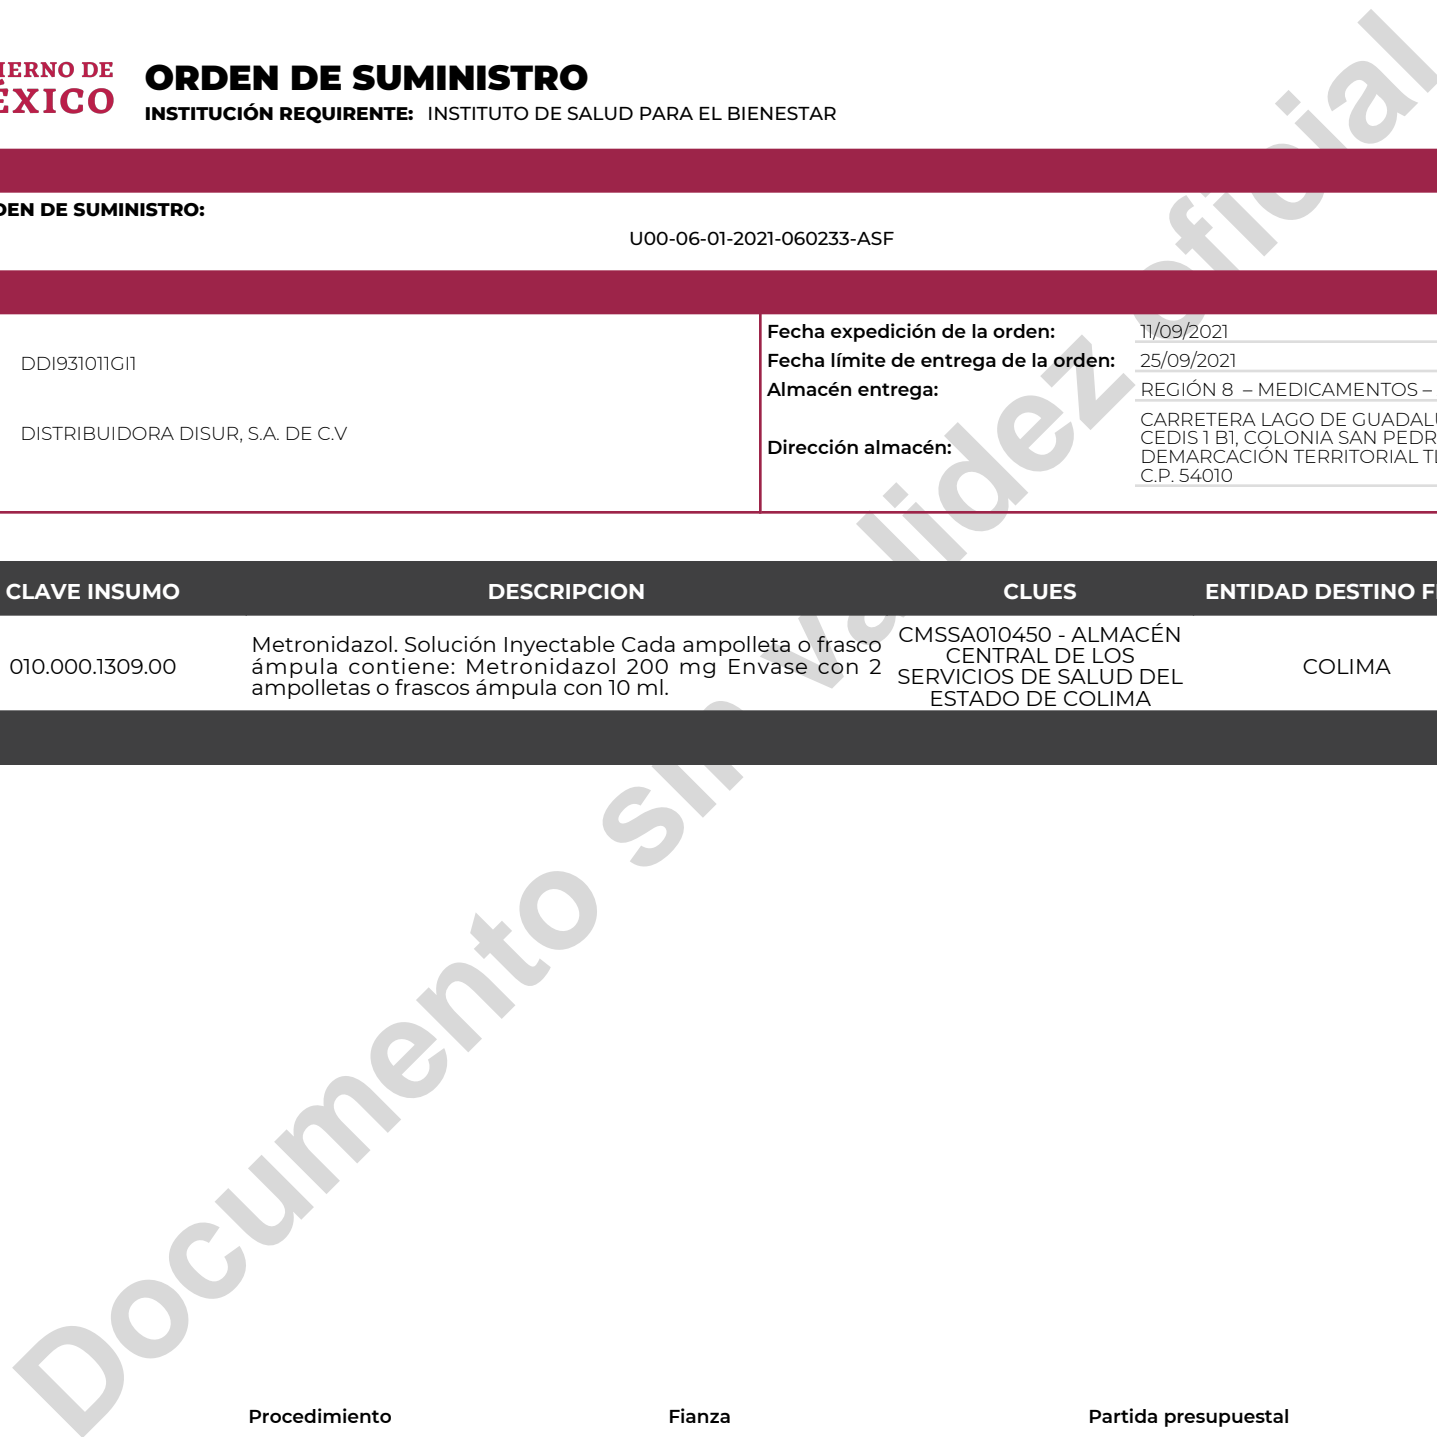 IERNO DE
ÉXICO
ORDEN DE SUMINISTRO
INSTITUCIÓN REQUIRENTE: INSTITUTO DE SALUD PARA EL BIENESTAR
DEN DE SUMINISTRO:
U00-06-01-2021-060233-ASF
DDI931011GI1
DISTRIBUIDORA DISUR, S.A. DE C.V
Fecha expedición de la orden: 11/09/2021
Fecha límite de entrega de la orden: 25/09/2021
Almacén entrega: REGIÓN 8 – MEDICAMENTOS –
Dirección almacén:
CARRETERA LAGO DE GUADALU
CEDIS 1 B1, COLONIA SAN PEDR
DEMARCACIÓN TERRITORIAL TL
C.P. 54010
CLAVE INSUMO DESCRIPCION CLUES ENTIDAD DESTINO F
010.000.1309.00
Metronidazol. Solución Inyectable Cada ampolleta o frasco
ámpula contiene: Metronidazol 200 mg Envase con 2
ampolletas o frascos ámpula con 10 ml.
CMSSA010450 - ALMACÉN
CENTRAL DE LOS
SERVICIOS DE SALUD DEL
ESTADO DE COLIMA
COLIMA
Documento sin validez oficial
Procedimiento Fianza Partida presupuestal